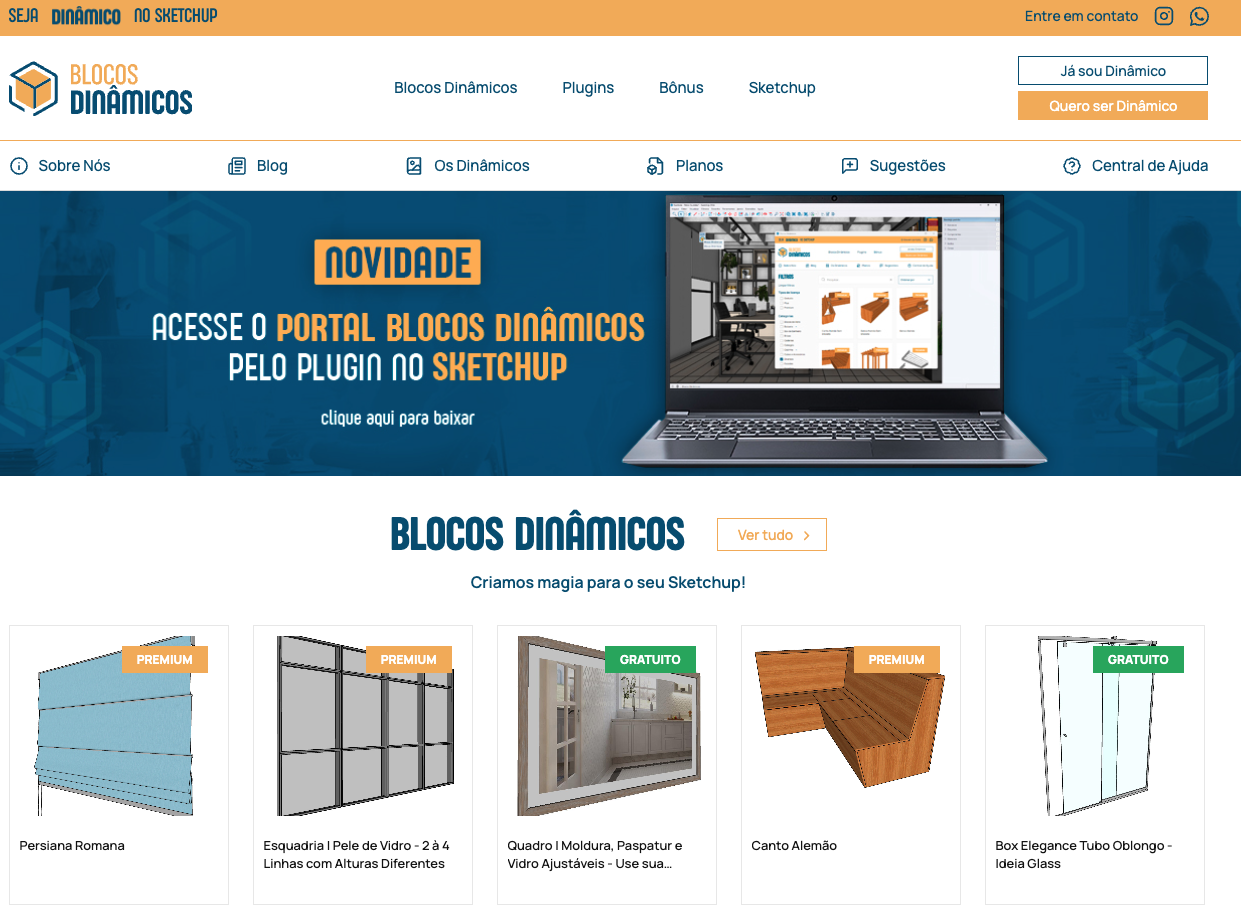 SEJA DINÂMICO NO SKETCHUP
Entre em contato
BLOCOS
DINÂMICOS
Blocos Dinâmicos
Plugins
Bônus
Sketchup
Já sou Dinâmico
Quero ser Dinâmico
Sobre Nós
Blog
Os Dinâmicos
Planos
Sugestões
Central de Ajuda
NOVIDADE
ACESSE O PORTAL BLOCOS DINÂMICOS
PELO PLUGIN NO SKETCHUP
clique aqui para baixar
BLOCOS
DINÂMICOS
FILTROS
BLOCOS DINÂMICOS
Ver tudo
Criamos magia para o seu Sketchup!
PREMIUM
Persiana Romana
PREMIUM
Esquadria | Pele de Vidro - 2 à 4
Linhas com Alturas Diferentes
GRATUITO
Quadro | Moldura, Paspatur e
Vidro Ajustáveis - Use sua...
PREMIUM
Canto Alemão
GRATUITO
Box Elegance Tubo Oblongo -
Ideia Glass